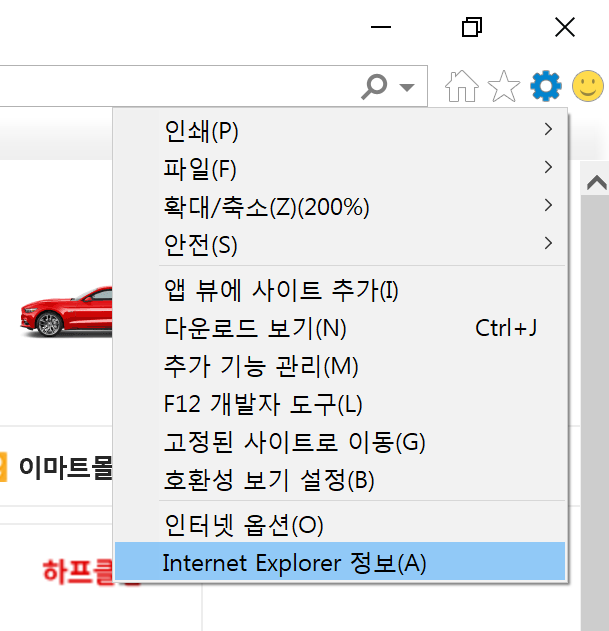 인쇄(P)
파일(F)
확대/축소(Z)(200%)
안전(S)
앱 뷰에 사이트 추가(I)
다운로드 보기(N) Ctrl+J
추가 기능 관리(M)
F12 개발자 도구(L)
고정된 사이트로 이동(G)
호환성 보기 설정(B)
이마트몰
인터넷 옵션(O)
Internet Explorer 정보(A)
하프클